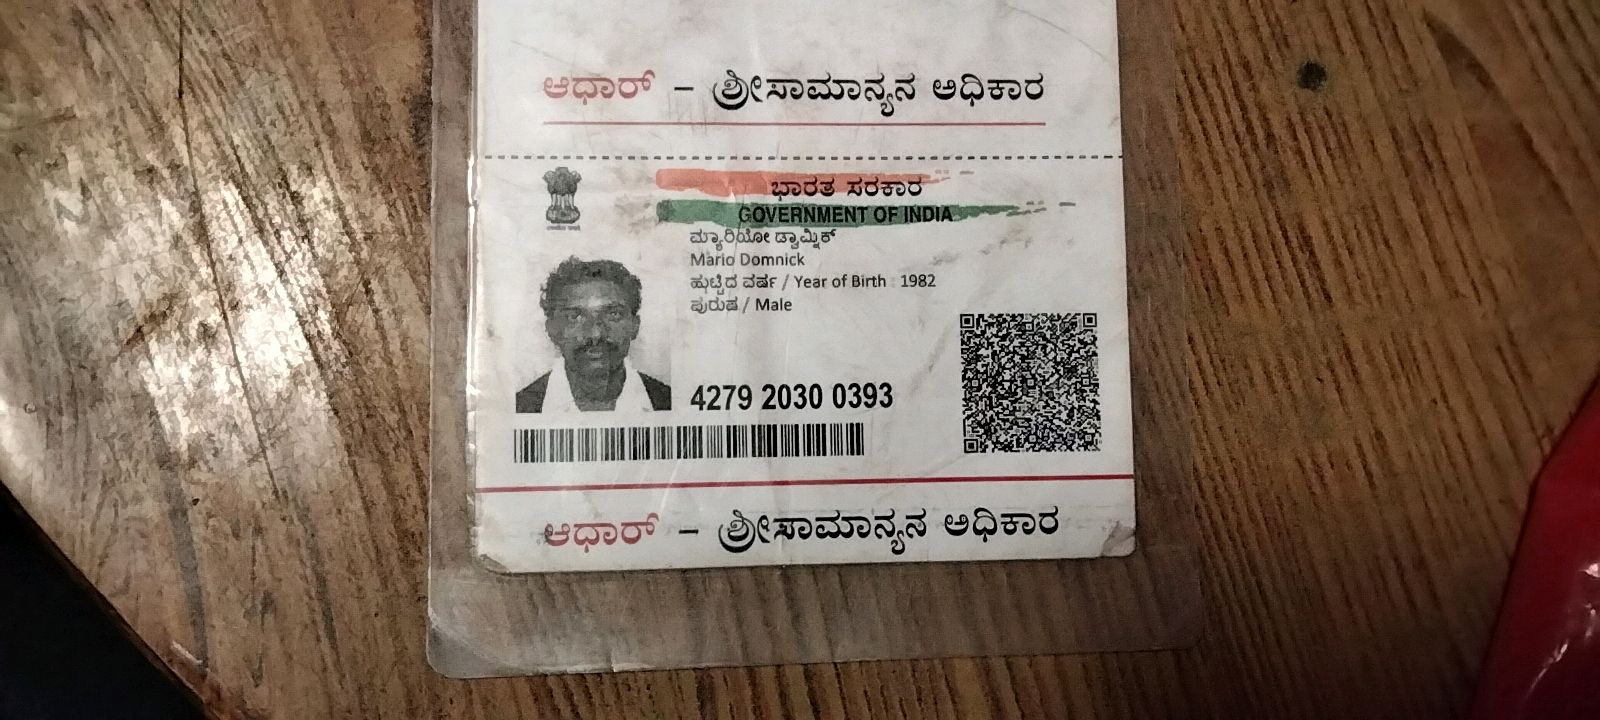 ಆಧಾರ್ – ಶ್ರೀಸಾಮಾನ್ಯನ ಅಧಿಕಾರ
ಭಾರತ ಸರಕಾರ
GOVERNMENT OF INDIA
ಮ್ಯಾರಿಯೋ ಡ್ವಾಮ್ನಿಕ್
Mario Domnick
ಹುಟ್ಟಿದ ವರ್ಷ / Year of Birth : 1982
ಪುರುಷ / Male
4279 2030 0393
ಆಧಾರ್ – ಶ್ರೀಸಾಮಾನ್ಯನ ಅಧಿಕಾರ